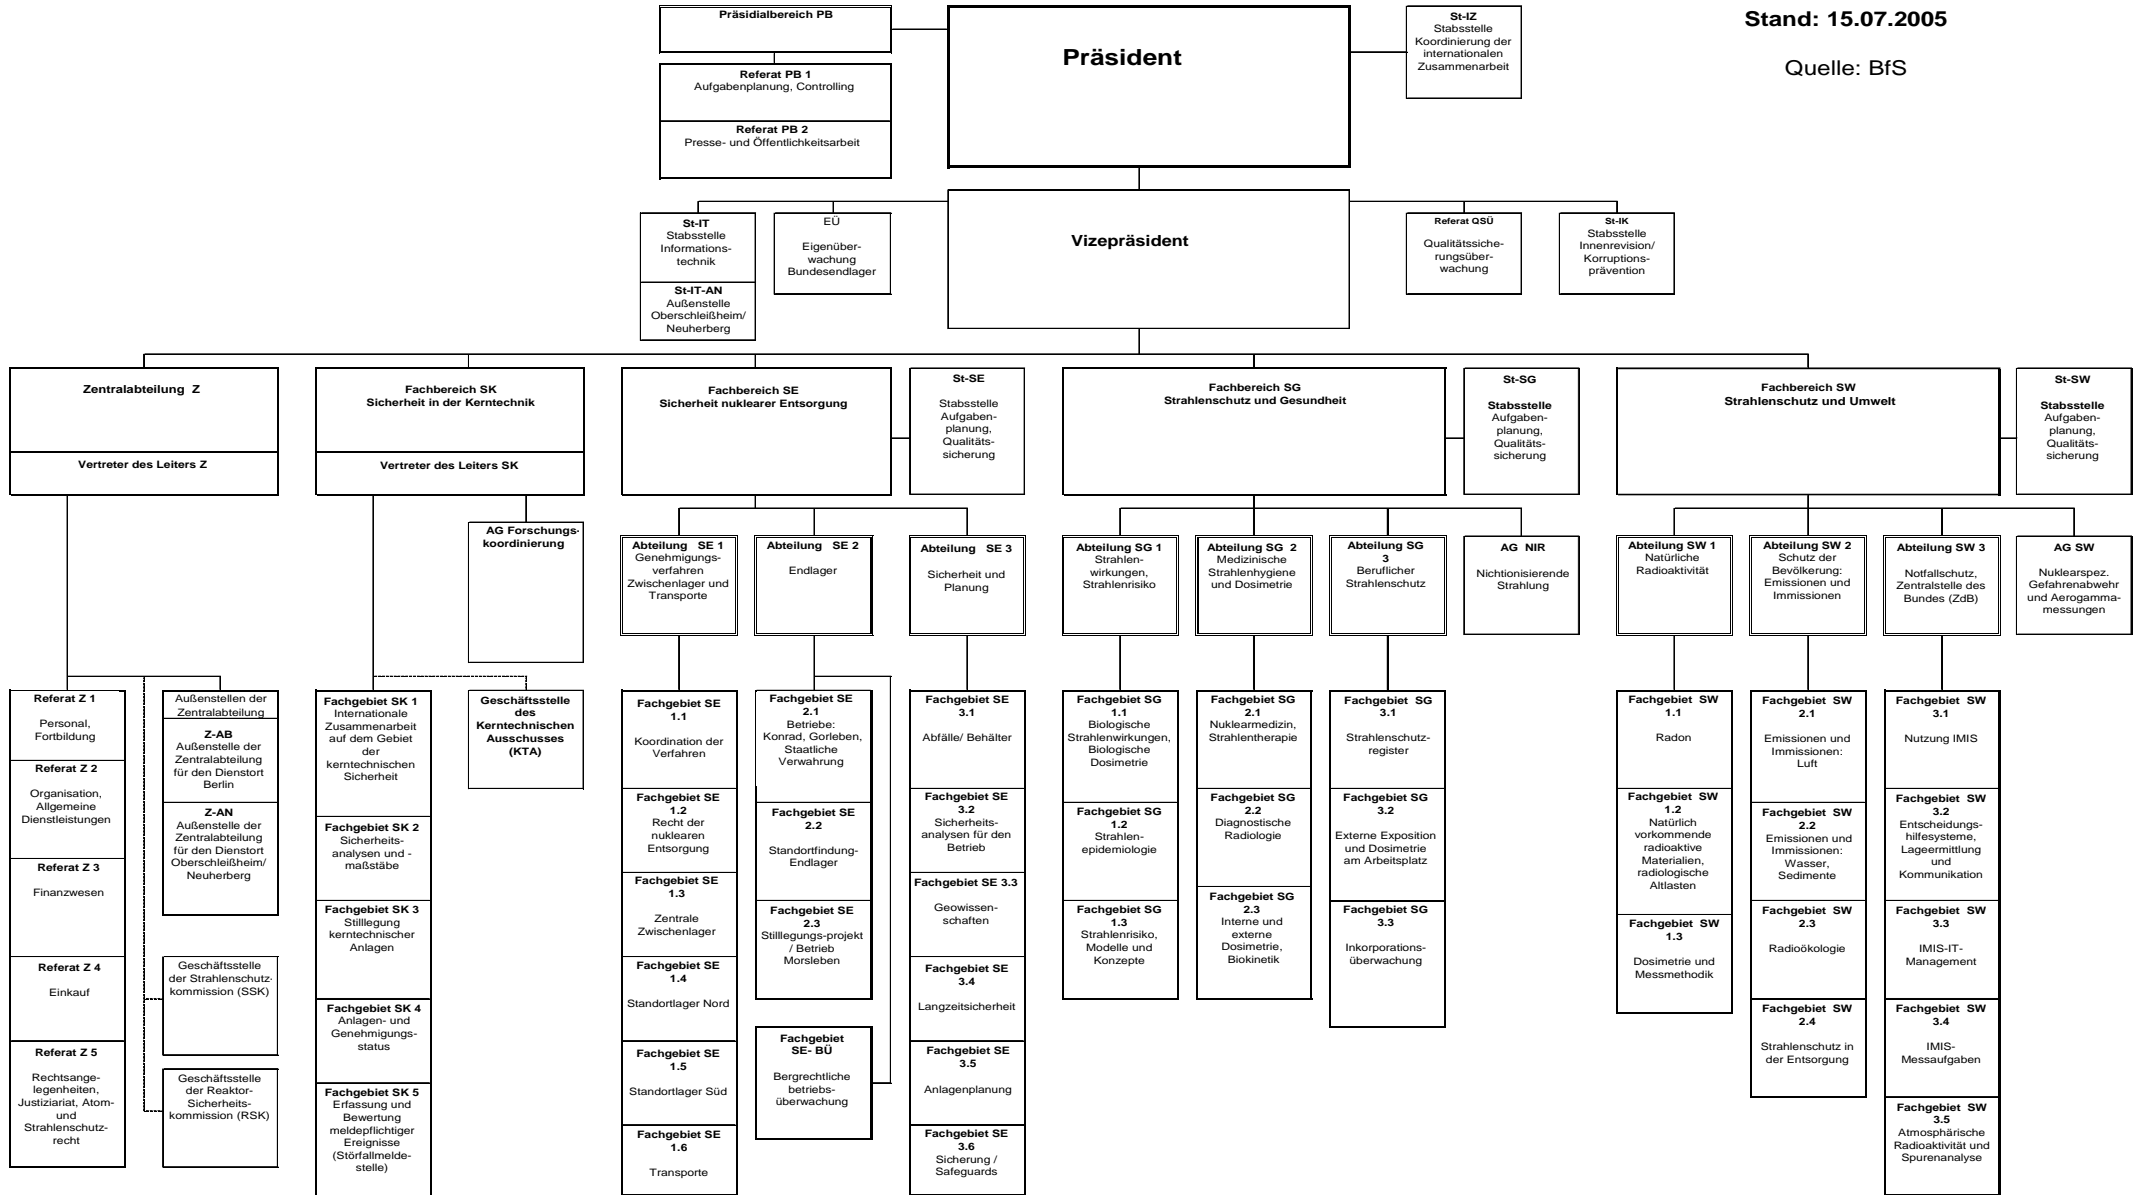 Präsidialbereich PB
Referat PB 1
Aufgabenplanung, Controlling
Referat PB 2
Presse- und Öffentlichkeitsarbeit
Präsident
St-IZ
Stabsstelle
Koordinierung der
internationalen
Zusammenarbeit
Stand: 15.07.2005
Quelle: BfS
St-IT
Stabsstelle
Informations-
technik
St-IT-AN
Außenstelle
Oberschleißheim/
Neuherberg
EÜ
Eigenüber-
wachung
Bundesendlager
Vizepräsident
Referat QSÜ
Qualitätssiche-
rungsüber-
wachung
St-IK
Stabsstelle
Innenrevision/
Korruptions-
prävention
Zentralabteilung Z
Vertreter des Leiters Z
Fachbereich SK
Sicherheit in der Kerntechnik
Vertreter des Leiters SK
Fachbereich SE
Sicherheit nuklearer Entsorgung
St-SE
Stabsstelle
Aufgaben-
planung,
Qualitäts-
sicherung
Fachbereich SG
Strahlenschutz und Gesundheit
St-SG
Stabsstelle
Aufgaben-
planung,
Qualitäts-
sicherung
Fachbereich SW
Strahlenschutz und Umwelt
St-SW
Stabsstelle
Aufgaben-
planung,
Qualitäts-
sicherung
AG Forschungs-
koordinierung
Abteilung SE 1
Genehmigungs-
verfahren
Zwischenlager und
Transporte
Abteilung SE 2
Endlager
Abteilung SE 3
Sicherheit und
Planung
Abteilung SG 1
Strahlen-
wirkungen,
Strahlenrisiko
Abteilung SG 2
Medizinische
Strahlenhygiene
und Dosimetrie
Abteilung SG
3
Beruflicher
Strahlenschutz
AG NIR
Nichtionisierende
Strahlung
Abteilung SW 1
Natürliche
Radioaktivität
Abteilung SW 2
Schutz der
Bevölkerung:
Emissionen und
Immissionen
Abteilung SW 3
Notfallschutz,
Zentralstelle des
Bundes (ZdB)
AG SW
Nuklearspez.
Gefahrenabwehr
und Aerogamma-
messungen
Referat Z 1
Personal,
Fortbildung
Referat Z 2
Organisation,
Allgemeine
Dienstleistungen
Referat Z 3
Finanzwesen
Referat Z 4
Einkauf
Referat Z 5
Rechtsange-
legenheiten,
Justiziariat, Atom-
und
Strahlenschutz-
recht
Außenstellen der
Zentralabteilung
Z-AB
Außenstelle der
Zentralabteilung
für den Dienstort
Berlin
Z-AN
Außenstelle der
Zentralabteilung
für den Dienstort
Oberschleißheim/
Neuherberg
Geschäftsstelle
der Strahlenschutz-
kommission (SSK)
Geschäftsstelle
der Reaktor-
Sicherheits-
kommission (RSK)
Fachgebiet SK 1
Internationale
Zusammenarbeit
auf dem Gebiet
der
kerntechnischen
Sicherheit
Fachgebiet SK 2
Sicherheits-
analysen und -
maßstäbe
Fachgebiet SK 3
Stilllegung
kerntechnischer
Anlagen
Fachgebiet SK 4
Anlagen- und
Genehmigungs-
status
Fachgebiet SK 5
Erfassung und
Bewertung
meldepflichtiger
Ereignisse
(Störfallmelde-
stelle)
Geschäftsstelle
des
Kerntechnischen
Ausschusses
(KTA)
Fachgebiet SE
1.1
Koordination der
Verfahren
Fachgebiet SE
1.2
Recht der
nuklearen
Entsorgung
Fachgebiet SE
1.3
Zentrale
Zwischenlager
Fachgebiet SE
1.4
Standortlager Nord
Fachgebiet SE
1.5
Standortlager Süd
Fachgebiet SE
1.6
Transporte
Fachgebiet SE
2.1
Betriebe:
Konrad, Gorleben,
Staatliche
Verwahrung
Fachgebiet SE
2.2
Standortfindung-
Endlager
Fachgebiet SE
2.3
Stilllegungs-projekt
/ Betrieb
Morsleben
Fachgebiet
SE- BÜ
Bergrechtliche
betriebs-
überwachung
Fachgebiet SE
3.1
Abfälle/ Behälter
Fachgebiet SE
3.2
Sicherheits-
analysen für den
Betrieb
Fachgebiet SE 3.3
Geowissen-
schaften
Fachgebiet SE
3.4
Langzeitsicherheit
Fachgebiet SE
3.5
Anlagenplanung
Fachgebiet SE
3.6
Sicherung /
Safeguards
Fachgebiet SG
1.1
Biologische
Strahlenwirkungen,
Biologische
Dosimetrie
Fachgebiet SG
1.2
Strahlen-
epidemiologie
Fachgebiet SG
1.3
Strahlenrisiko,
Modelle und
Konzepte
Fachgebiet SG
2.1
Nuklearmedizin,
Strahlentherapie
Fachgebiet SG
2.2
Diagnostische
Radiologie
Fachgebiet SG
2.3
Interne und
externe
Dosimetrie,
Biokinetik
Fachgebiet SG
3.1
Strahlenschutz-
register
Fachgebiet SG
3.2
Externe Exposition
und Dosimetrie
am Arbeitsplatz
Fachgebiet SG
3.3
Inkorporations-
überwachung
Fachgebiet SW
1.1
Radon
Fachgebiet SW
1.2
Natürlich
vorkommende
radioaktive
Materialien,
radiologische
Altlasten
Fachgebiet SW
1.3
Dosimetrie und
Messmethodik
Fachgebiet SW
2.1
Emissionen und
Immissionen:
Luft
Fachgebiet SW
2.2
Emissionen und
Immissionen:
Wasser,
Sedimente
Fachgebiet SW
2.3
Radioökologie
Fachgebiet SW
2.4
Strahlenschutz in
der Entsorgung
Fachgebiet SW
3.1
Nutzung IMIS
Fachgebiet SW
3.2
Entscheidungs-
hilfesysteme,
Lageermittlung
und
Kommunikation
Fachgebiet SW
3.3
IMIS-IT-
Management
Fachgebiet SW
3.4
IMIS-
Messaufgaben
Fachgebiet SW
3.5
Atmosphärische
Radioaktivität und
Spurenanalyse